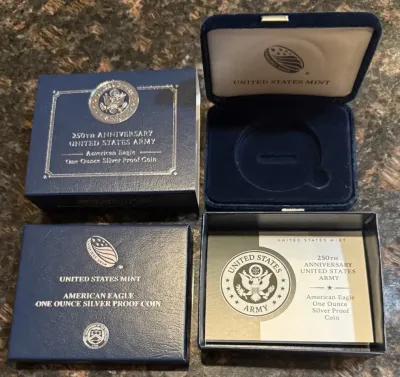 250TH ANNIVERSARY
UNITED STATES ARMY
American Eagle
One Ounce Silver Proof Coin
UNITED STATES MINT
UNITED STATES MINT
AMERICAN EAGLE
ONE OUNCE SILVER PROOF COIN
UNITED STATES MINT
UNITED STATES
ARMY
250TH
ANNIVERSARY
UNITED STATES
ARMY
American Eagle
One Ounce
Silver Proof
Coin